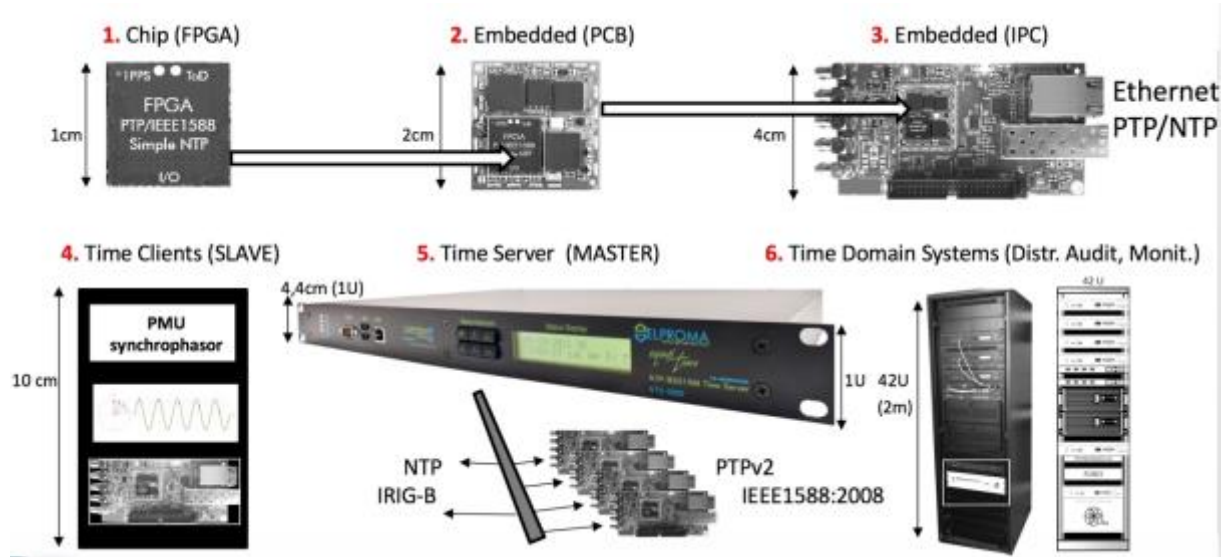 1. Chip (FPGA)
2. Embedded (PCB)
3. Embedded (IPC)
1PPS ToD
FPGA
PTP/IEEE1588
Simple NTP
I/O
1cm
2cm
FPGA
4cm
Ethernet
PTP/NTP
4. Time Clients (SLAVE)
5. Time Server (MASTER)
6. Time Domain Systems (Distr. Audit, Monit.)
4,4cm (1U)
42 U
PMU
synchrophasor
ELPROMA
10 cm
1U
42U
(2m)
NTP
IRIG-B
PTPv2
IEEE1588:2008